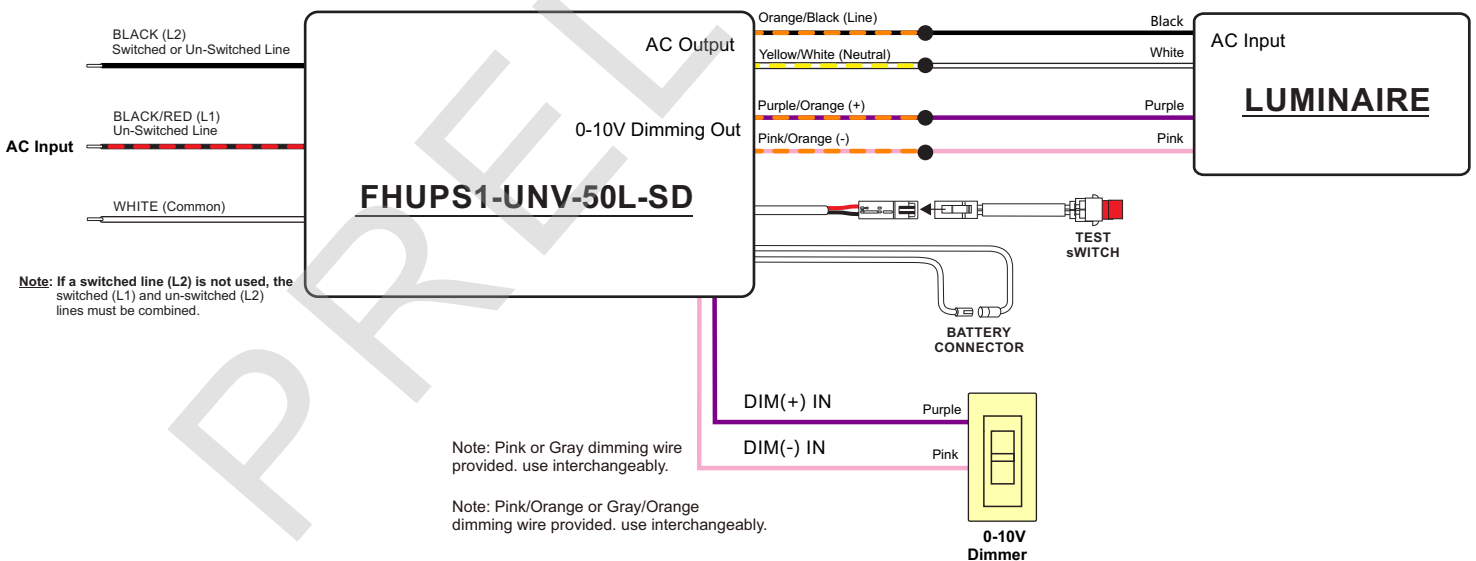 BLACK (L2)
Switched or Un-Switched Line
BLACK/RED (L1)
Un-Switched Line
AC Input
WHITE (Common)
Note: If a switched line (L2) is not used, the
switched (L1) and un-switched (L2)
lines must be combined.
AC Output
0-10V Dimming Out
FHUPS1-UNV-50L-SD
Orange/Black (Line)
Yellow/White (Neutral)
Purple/Orange (+)
Pink/Orange (-)
Black
White
Purple
Pink
AC Input
LUMINAIRE
TEST
sWITCH
BATTERY
CONNECTOR
DIM(+) IN
Purple
DIM(-) IN
Pink
Note: Pink or Gray dimming wire
provided. use interchangeably.
Note: Pink/Orange or Gray/Orange
dimming wire provided. use interchangeably.
0-10V
Dimmer
PREL